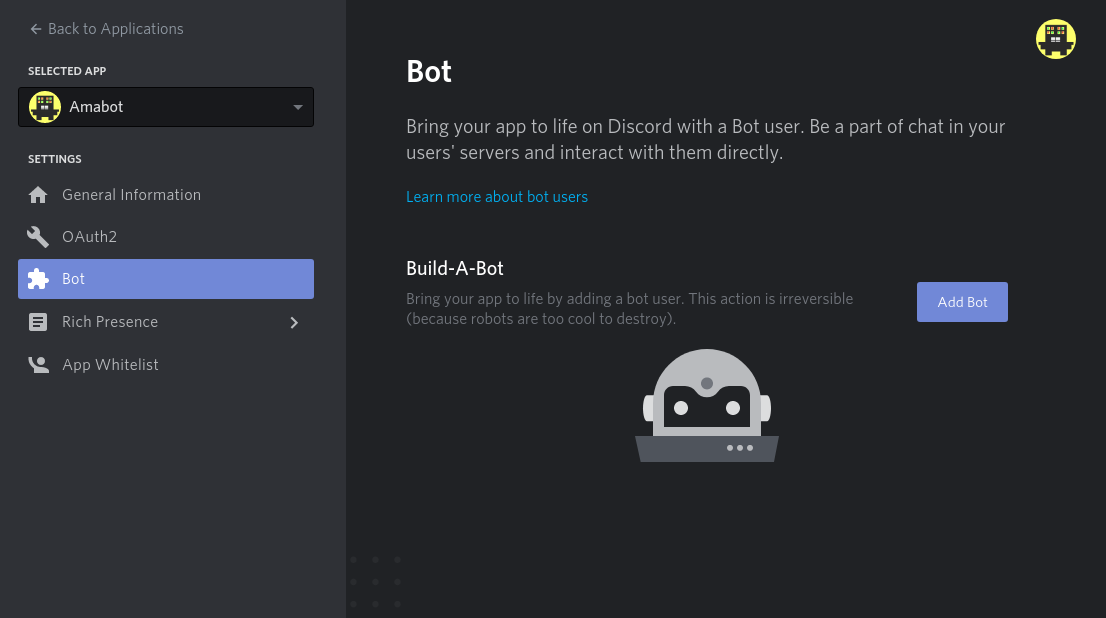 Back to Applications
SELECTED APP
Amabot
SETTINGS
General Information
OAuth2
Bot
Rich Presence
App Whitelist
Bot
Bring your app to life on Discord with a Bot user. Be a part of chat in your
users' servers and interact with them directly.
Learn more about bot users
Build-A-Bot
Bring your app to life by adding a bot user. This action is irreversible
(because robots are too cool to destroy).
Add Bot